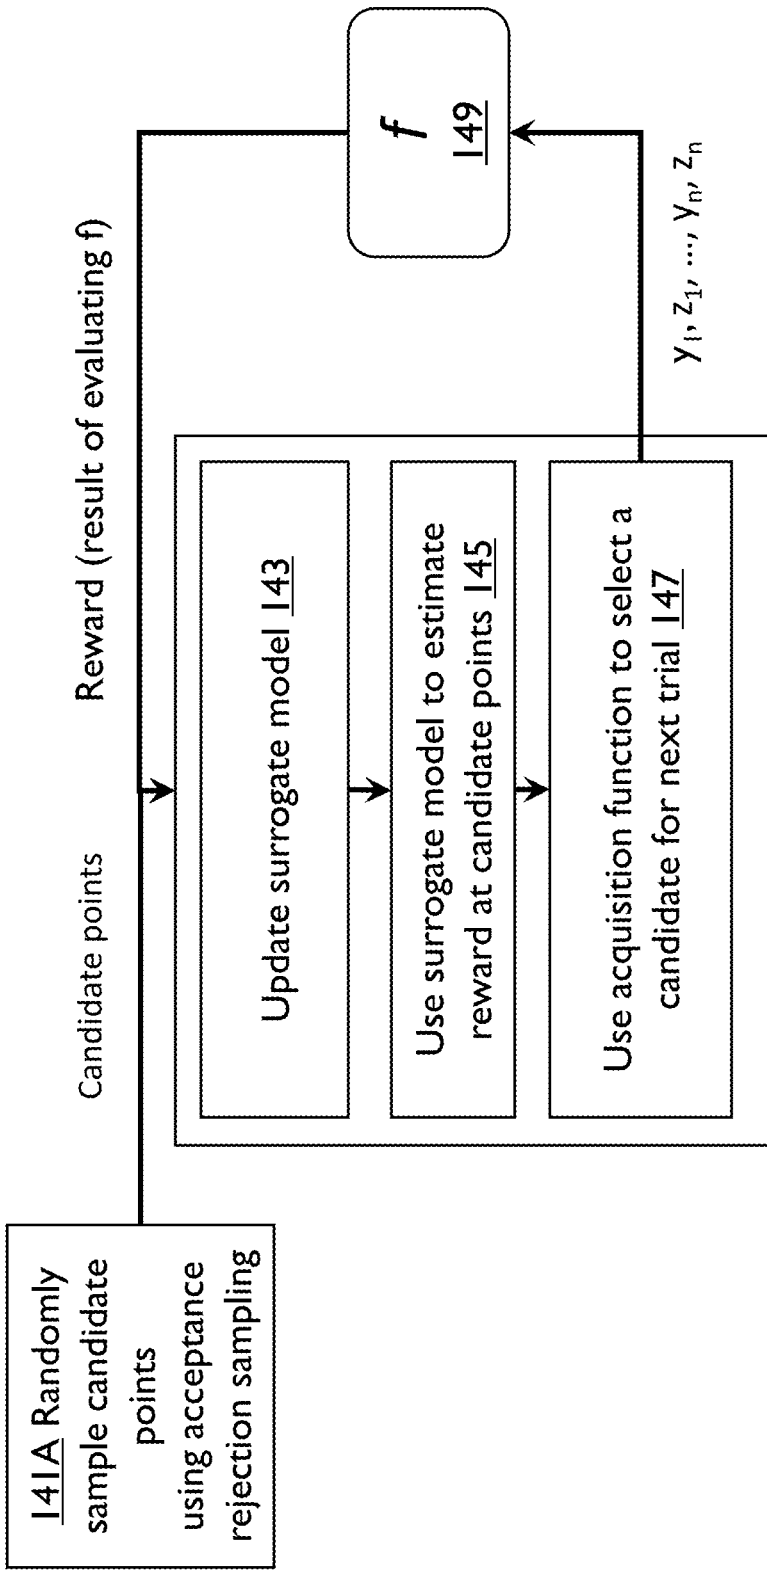 141A Randomly
sample candidate
points
using acceptance
rejection sampling
Candidate points
Reward (result of evaluating f)
Update surrogate model 143
Use surrogate model to estimate
reward at candidate points 145
Use acquisition function to select a
candidate for next trial 147
f
149
y₁, z₁, ..., yₙ, zₙ